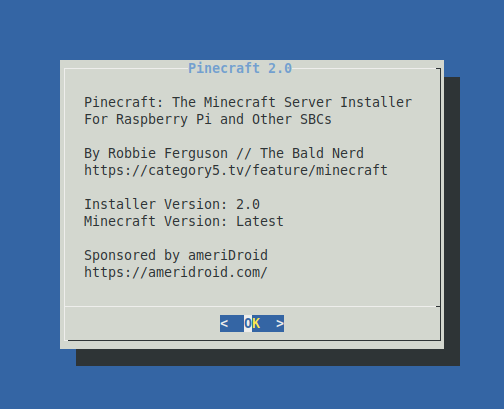 Pinecraft 2.0
Pinecraft: The Minecraft Server Installer
For Raspberry Pi and Other SBCs
By Robbie Ferguson // The Bald Nerd
https://category5.tv/feature/minecraft
Installer Version: 2.0
Minecraft Version: Latest
Sponsored by ameriDroid
https://ameridroid.com/
<  OK  >